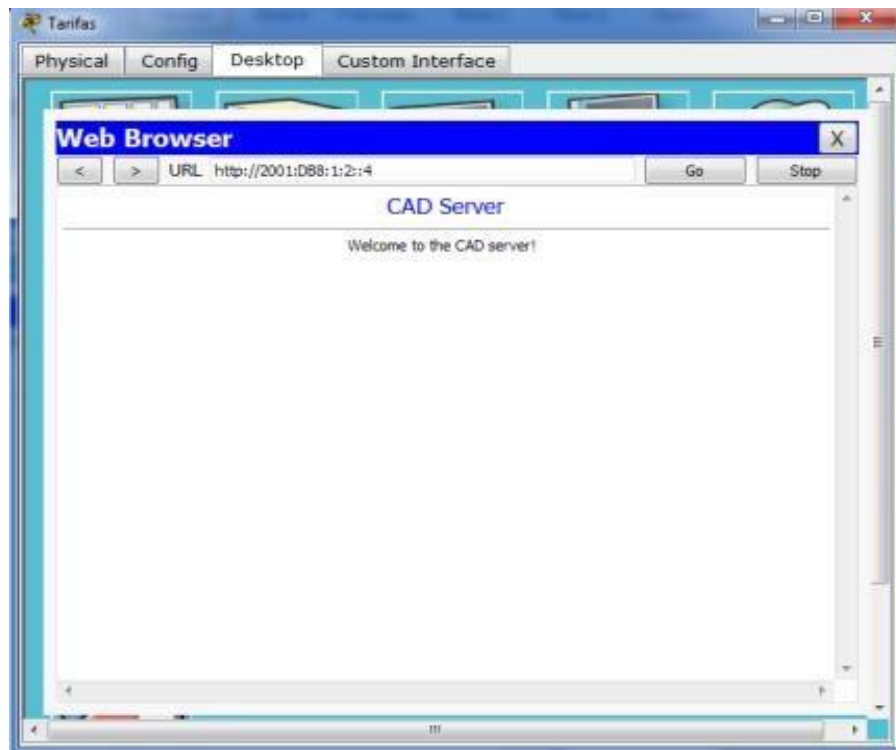 Tarifas
Physical Config Desktop Custom Interface
Web Browser X
< > URL http://2001:DB8:1:2::4 Go Stop
CAD Server
Welcome to the CAD server!